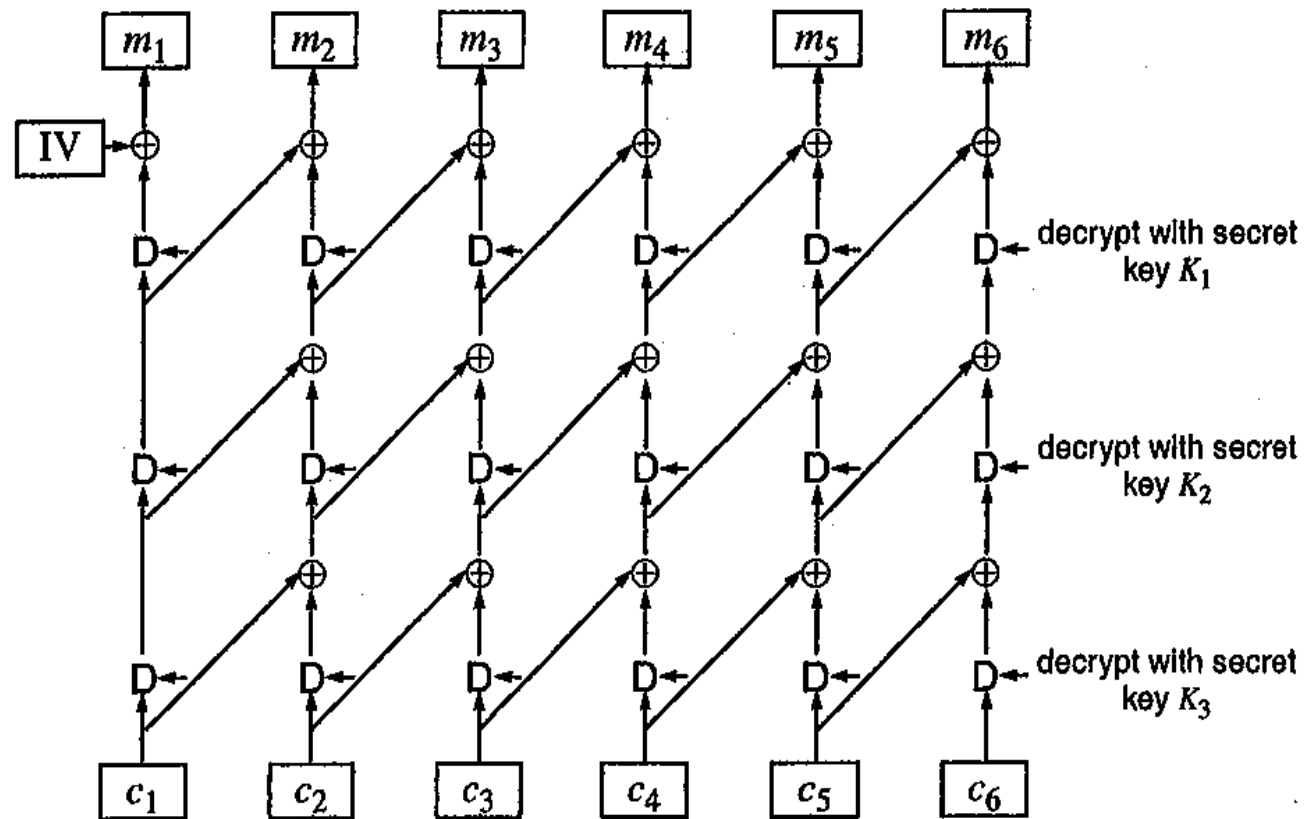 m1 m2 m3 m4 m5 m6
IV
D D D D D D decrypt with secret
key K1
D D D D D D decrypt with secret
key K2
D D D D D D decrypt with secret
key K3
c1 c2 c3 c4 c5 c6